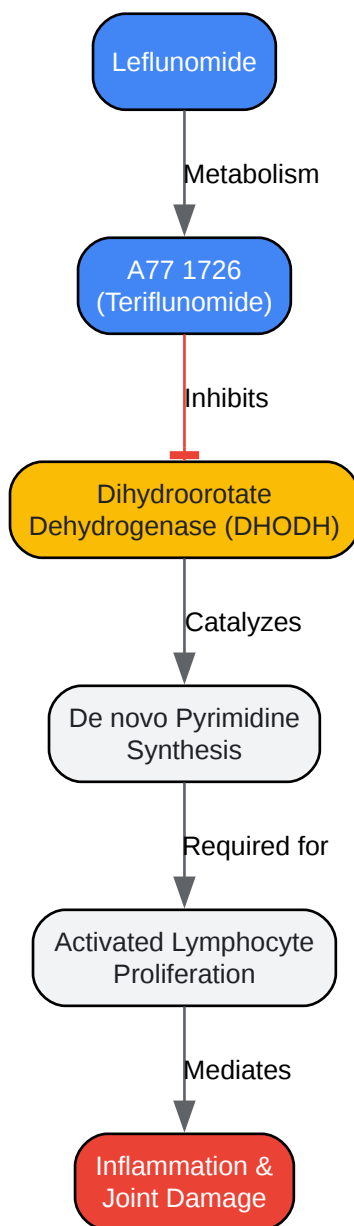 Leflunomide
Metabolism
A77 1726
(Teriflunomide)
Inhibits
Dihydroorotate
Dehydrogenase (DHODH)
Catalyzes
De novo Pyrimidine
Synthesis
Required for
Activated Lymphocyte
Proliferation
Mediates
Inflammation &
Joint Damage